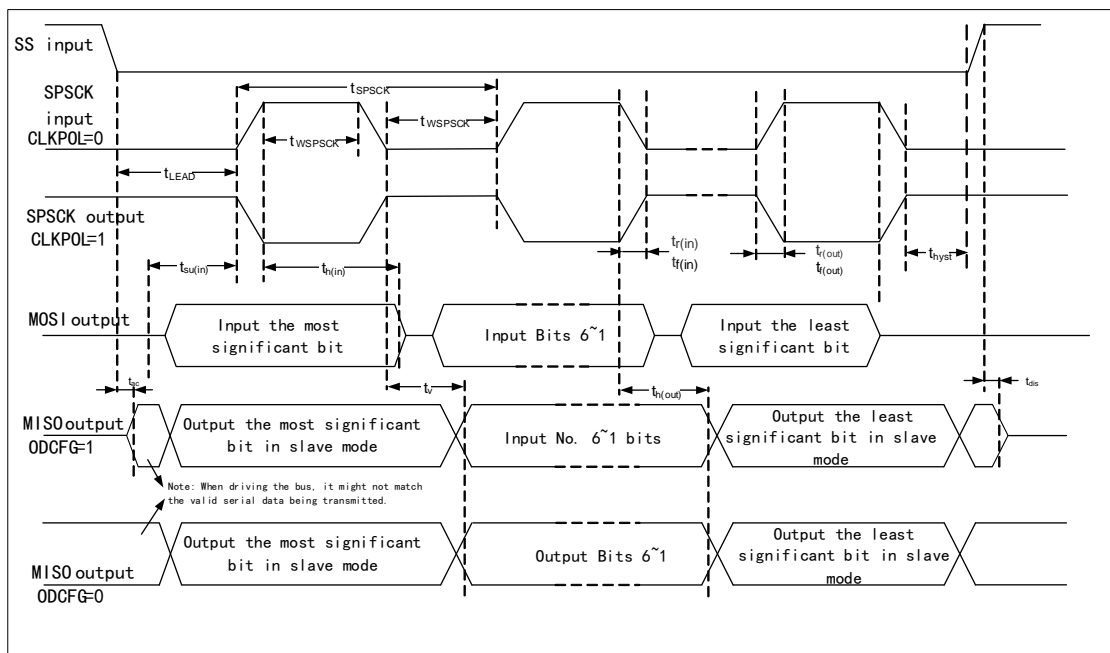 SS input
SPSCK
input
CLKPOL=0
tSPSCK
tWSPSCK
tWSPSCK
tLEAD
SPSCK output
CLKPOL=1
tr(in)
tf(in)
tr(out)
tf(out)
thyst
tsu(in)
th(in)
MOSI output
Input the most
significant bit
Input Bits 6~1
Input the least
significant bit
tac
tv
th(out)
tdis
MISO output
ODCFG=1
Output the most significant
bit in slave mode
Input No. 6~1 bits
Output the least
significant bit in slave
mode
Note: When driving the bus, it might not match
the valid serial data being transmitted.
MISO output
ODCFG=0
Output the most significant
bit in slave mode
Output Bits 6~1
Output the least
significant bit in slave
mode